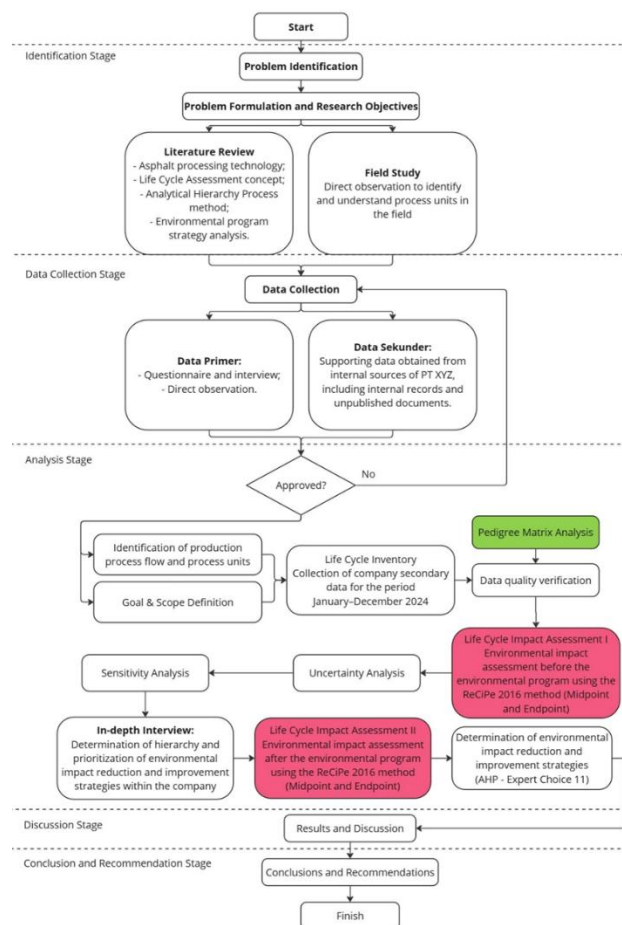 Start
Identification Stage
Problem Identification
Problem Formulation and Research Objectives
Literature Review
- Asphalt processing technology;
- Life Cycle Assessment concept;
- Analytical Hierarchy Process
method;
- Environmental program
strategy analysis.
Field Study
Direct observation to identify
and understand process units in
the field
Data Collection Stage
Data Collection
Data Primer:
- Questionnaire and interview;
- Direct observation.
Data Sekunder:
Supporting data obtained from
internal sources of PT XYZ,
including internal records and
unpublished documents.
Analysis Stage
Approved?
No
Identification of production
process flow and process units
Goal & Scope Definition
Life Cycle Inventory
Collection of company secondary
data for the period
January–December 2024
Pedigree Matrix Analysis
Data quality verification
Life Cycle Impact Assessment I
Environmental impact
assessment before the
environmental program using the
ReCiPe 2016 method (Midpoint
and Endpoint)
Uncertainty Analysis
Sensitivity Analysis
In-depth Interview:
Determination of hierarchy and
prioritization of environmental
impact reduction and improvement
strategies within the company
Life Cycle Impact Assessment II
Environmental impact assessment
after the environmental program
using the ReCiPe 2016 method
(Midpoint and Endpoint)
Determination of environmental
impact reduction and
improvement strategies
(AHP - Expert Choice 11)
Discussion Stage
Results and Discussion
Conclusion and Recommendation Stage
Conclusions and Recommendations
Finish